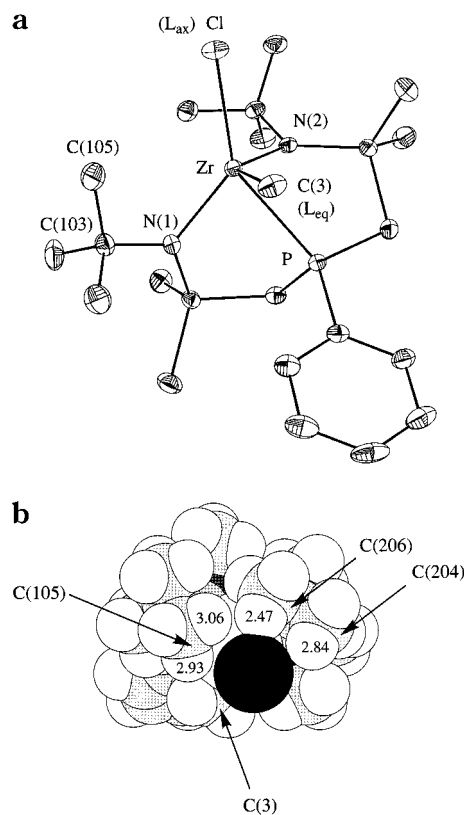 a
(Lax) Cl
N(2)
C(105)
Zr
C(3)
(Leq)
C(103)
N(1)
P
b
C(206)
C(204)
C(105)
3.06
2.47
2.84
2.93
C(3)